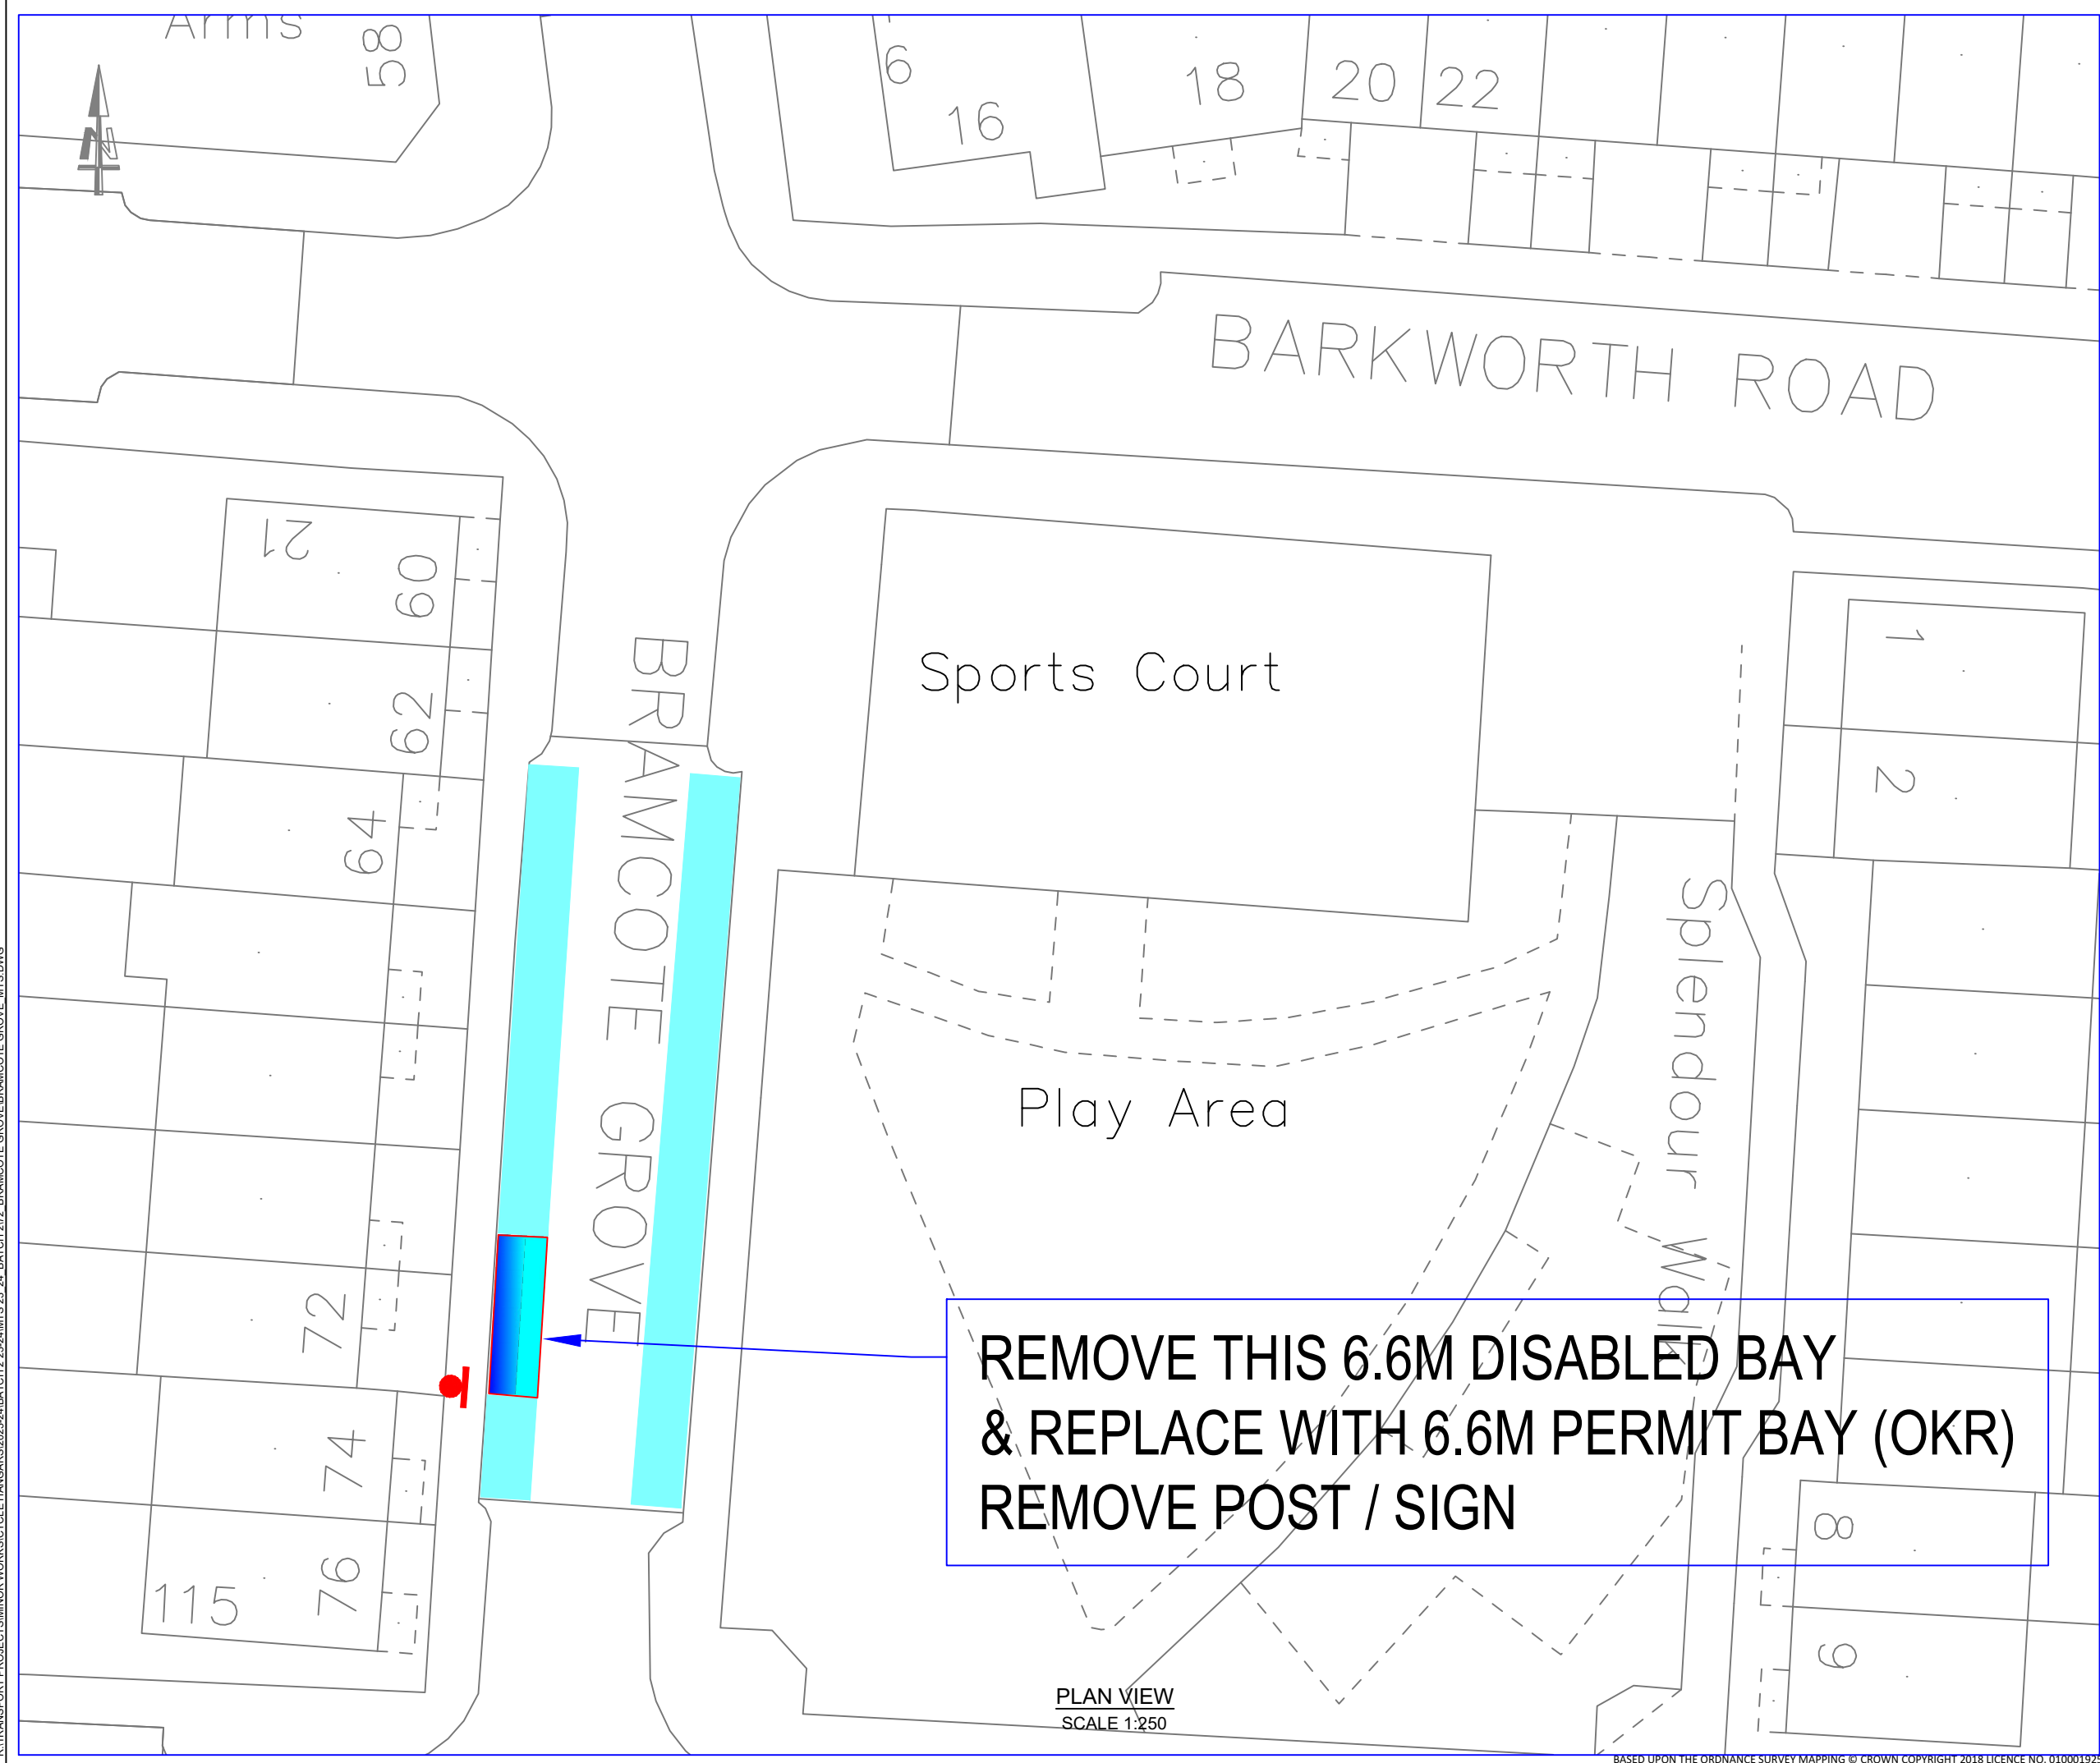 Arms
58
6
16
18
20
22
N
BARKWORTH ROAD
21
60
62
64
BRAMCOTE GROVE
Sports Court
1
2
Splendour Walk
Play Area
72
74
76
115
REMOVE THIS 6.6M DISABLED BAY
& REPLACE WITH 6.6M PERMIT BAY (OKR)
REMOVE POST / SIGN
8
9
PLAN VIEW
SCALE 1:250
BASED UPON THE ORDNANCE SURVEY MAPPING © CROWN COPYRIGHT 2018 LICENCE NO. 010001925